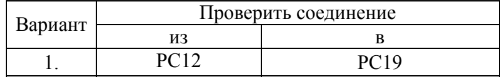 Вариант Проверить соединение
из в
1. PC12 PC19